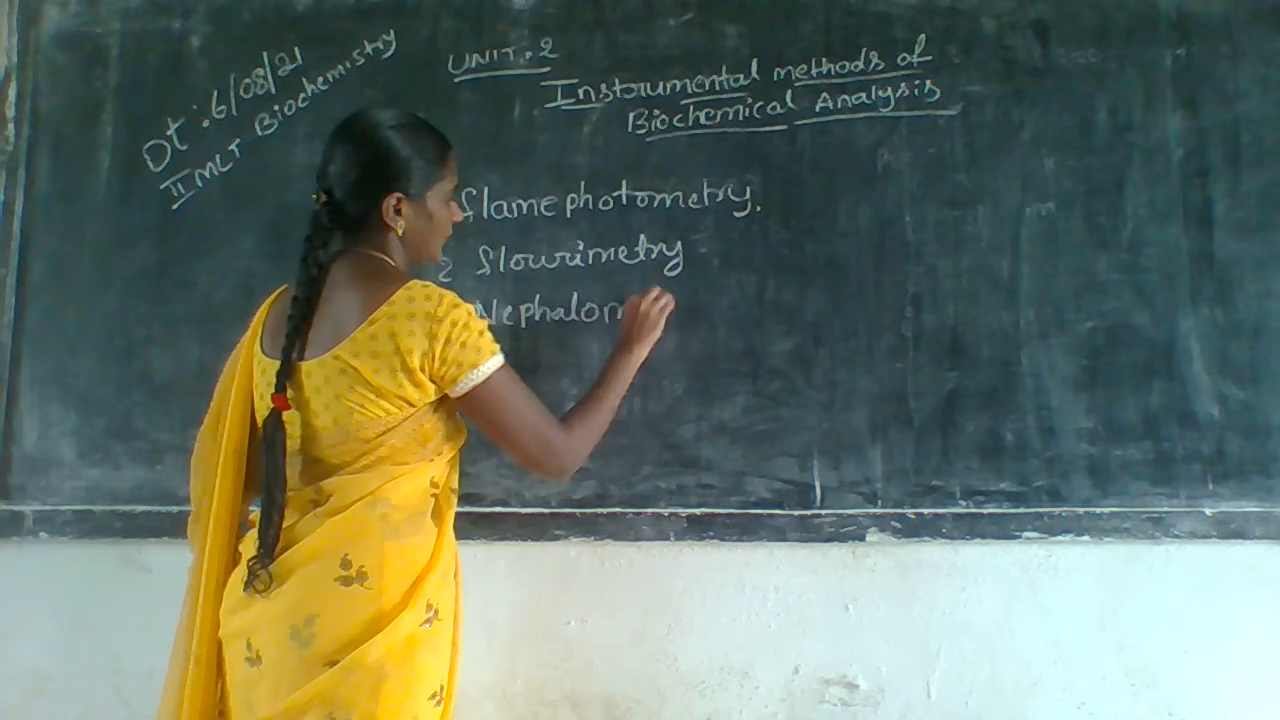 Dt: 6/08/21
II MLT Biochemistry
UNIT. 2
Instrumental methods of
Biochemical Analysis
flame photometry.
2 flourimetry
Nephalom